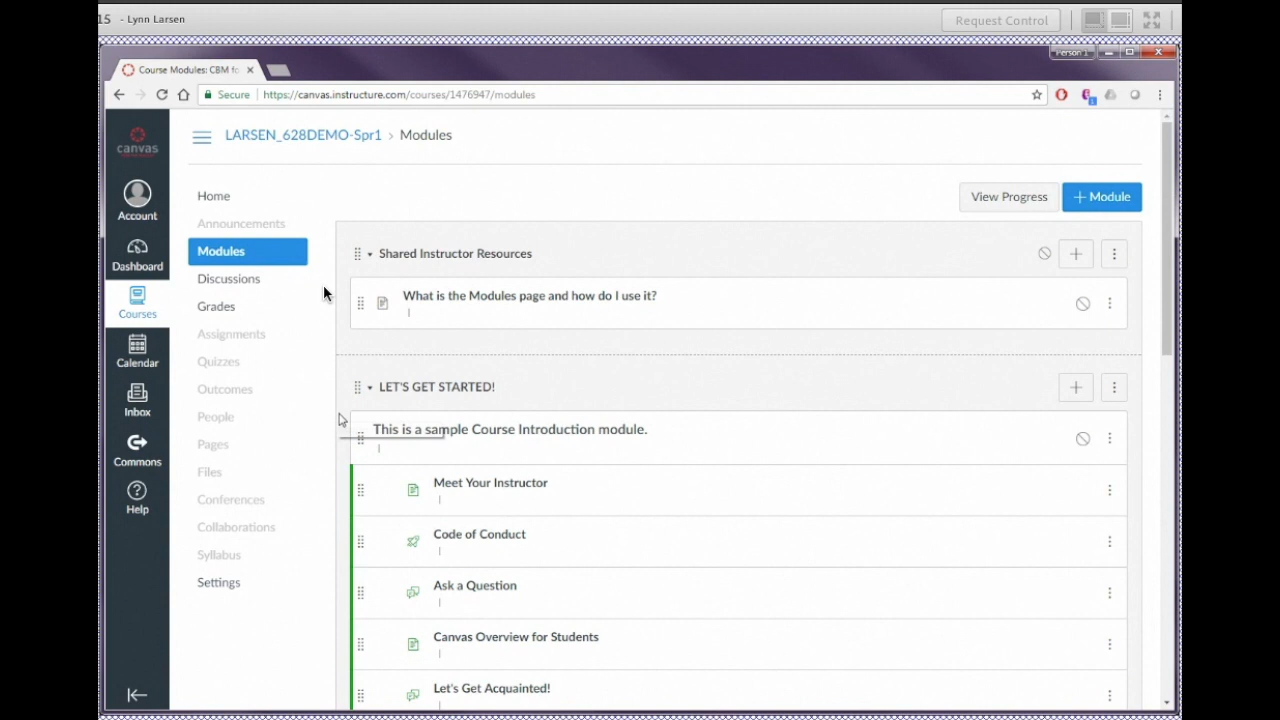 15 - Lynn Larsen
Request Control
Person 1
Course Modules: CBM fo
Secure
https://canvas.instructure.com/courses/1476947/modules
canvas
LARSEN_628DEMO-Spr1 > Modules
Account
Dashboard
Courses
Calendar
Inbox
Commons
Help
Home
Announcements
Modules
Discussions
Grades
Assignments
Quizzes
Outcomes
People
Pages
Files
Conferences
Collaborations
Syllabus
Settings
View Progress
+ Module
Shared Instructor Resources
What is the Modules page and how do I use it?
LET'S GET STARTED!
This is a sample Course Introduction module.
Meet Your Instructor
Code of Conduct
Ask a Question
Canvas Overview for Students
Let's Get Acquainted!